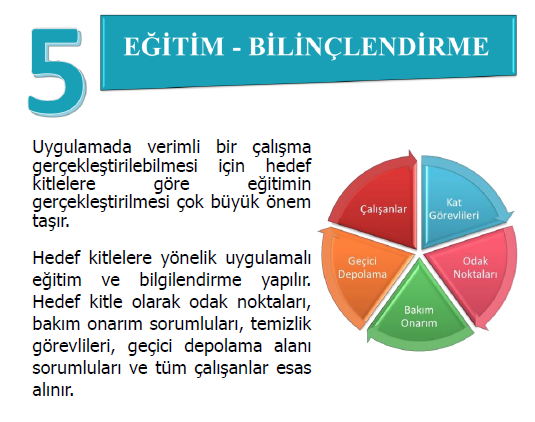 5
EĞİTİM - BİLİNÇLENDİRME
Uygulamada verimli bir çalışma
gerçekleştirilebilmesi için hedef
kitlelere göre eğitimin
gerçekleştirilmesi çok büyük önem
taşır.
Hedef kitlelere yönelik uygulamalı
eğitim ve bilgilendirme yapılır.
Hedef kitle olarak odak noktaları,
bakım onarım sorumluları, temizlik
görevlileri, geçici depolama alanı
sorumluları ve tüm çalışanlar esas
alınır.
Çalışanlar
Kat
Görevlileri
Odak
Noktaları
Bakım
Onarım
Geçici
Depolama